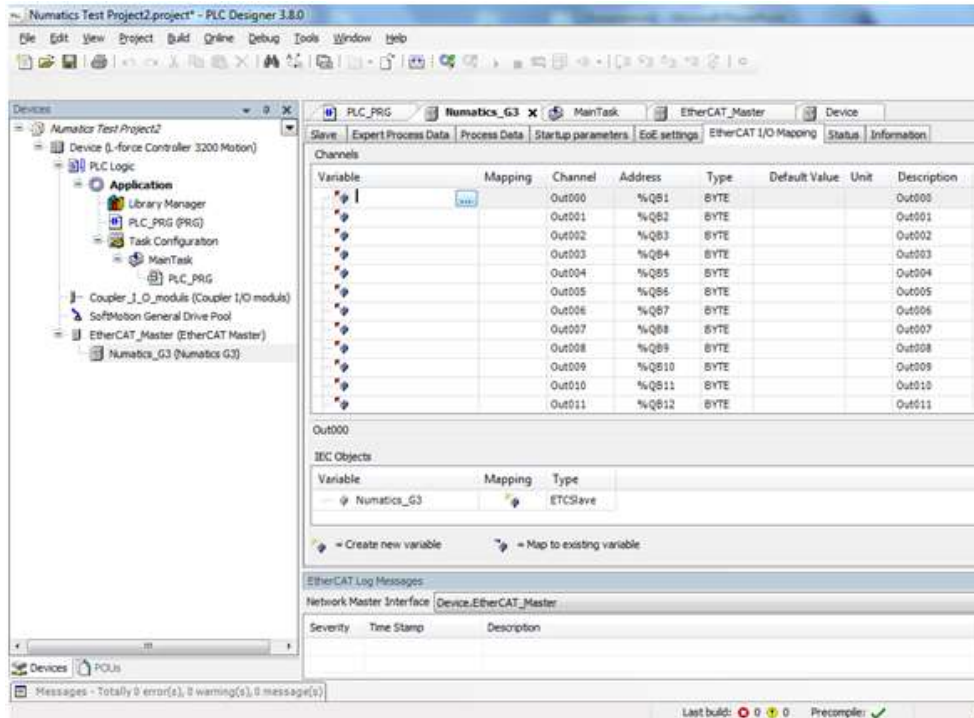 Numatics Test Project2.project* - PLC Designer 3.8.0
File Edit View Project Build Online Debug Tools Window Help
Devices
Numatics Test Project2
Device (L-force Controller 3200 Motion)
PLC Logic
Application
Library Manager
PLC_PRG (PRG)
Task Configuration
MainTask
PLC_PRG
Coupler_I_O_moduls (Coupler I/O moduls)
SoftMotion General Drive Pool
EtherCAT_Master (EtherCAT Master)
Numatics_G3 (Numatics G3)
Devices POUs
PLC_PRG Numatics_G3 X MainTask EtherCAT_Master Device
Slave Expert Process Data Process Data Startup parameters EoE settings EtherCAT I/O Mapping Status Information
Channels
Variable Mapping Channel Address Type Default Value Unit Description
... Out000 %QB1 BYTE Out000
Out001 %QB2 BYTE Out001
Out002 %QB3 BYTE Out002
Out003 %QB4 BYTE Out003
Out004 %QB5 BYTE Out004
Out005 %QB6 BYTE Out005
Out006 %QB7 BYTE Out006
Out007 %QB8 BYTE Out007
Out008 %QB9 BYTE Out008
Out009 %QB10 BYTE Out009
Out010 %QB11 BYTE Out010
Out011 %QB12 BYTE Out011
Out000
IEC Objects
Variable Mapping Type
Numatics_G3 ETCSlave
= Create new variable = Map to existing variable
EtherCAT Log Messages
Network Master Interface Device.EtherCAT_Master
Severity Time Stamp Description
Messages - Totally 0 error(s), 0 warning(s), 0 message(s)
Last build: 0 0 Precompile: